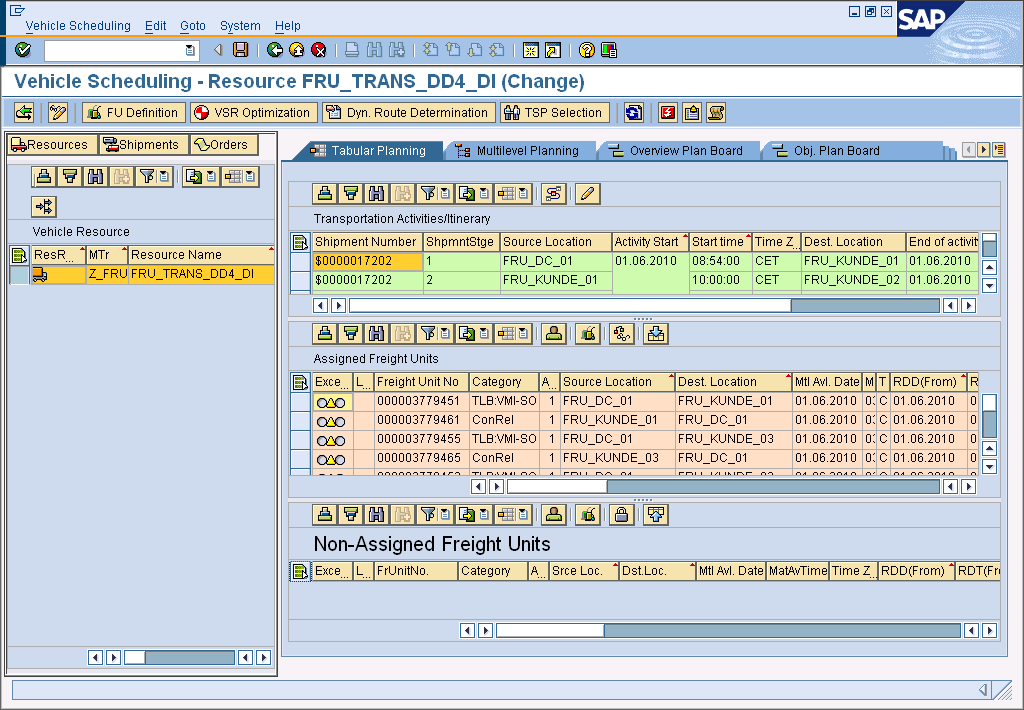 Vehicle Scheduling Edit Goto System Help
SAP
Vehicle Scheduling - Resource FRU_TRANS_DD4_DI (Change)
FU Definition VSR Optimization Dyn. Route Determination TSP Selection
Resources Shipments Orders
Vehicle Resource
ResR... MTr Resource Name
Z_FRU FRU_TRANS_DD4_DI
Tabular Planning Multilevel Planning Overview Plan Board Obj. Plan Board
Transportation Activities/Itinerary
Shipment Number ShpmntStge Source Location Activity Start Start time Time Z... Dest. Location End of activit
$0000017202 1 FRU_DC_01 01.06.2010 08:54:00 CET FRU_KUNDE_01 01.06.2010
$0000017202 2 FRU_KUNDE_01 10:00:00 CET FRU_KUNDE_02 01.06.2010
Assigned Freight Units
Exce... L... Freight Unit No Category A... Source Location Dest. Location Mtl Avl. Date M T RDD(From) R
000003779451 TLB:VMI-SO 1 FRU_DC_01 FRU_KUNDE_01 01.06.2010 03 C 01.06.2010 0
000003779461 ConRel 1 FRU_KUNDE_01 FRU_DC_01 01.06.2010 03 C 01.06.2010 0
000003779455 TLB:VMI-SO 1 FRU_DC_01 FRU_KUNDE_03 01.06.2010 03 C 01.06.2010 0
000003779465 ConRel 1 FRU_KUNDE_03 FRU_DC_01 01.06.2010 03 C 01.06.2010 0
Non-Assigned Freight Units
Exce... L... FrUnitNo. Category A... Srce Loc. Dst.Loc. Mtl Avl. Date MatAvTime Time Z... RDD(From) RDT(Fr